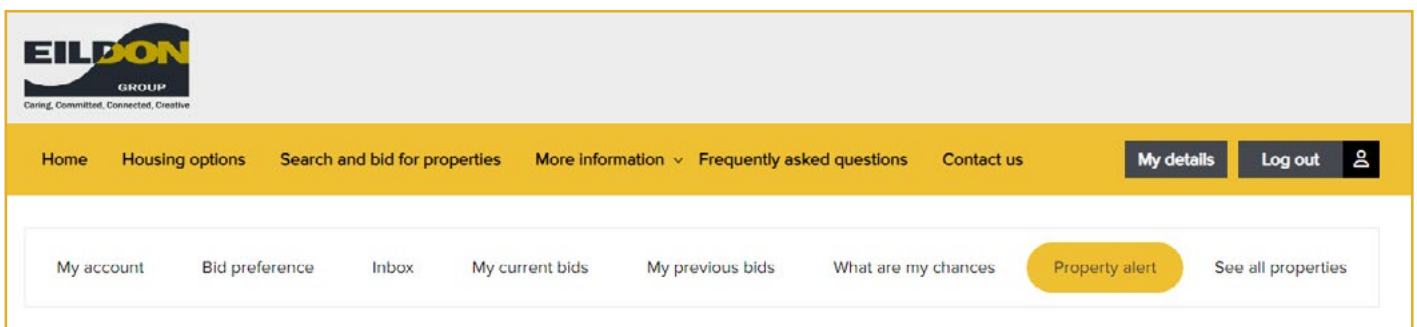 EILDON
GROUP
Caring, Committed, Connected, Creative
Home Housing options Search and bid for properties More information Frequently asked questions Contact us My details Log out
My account Bid preference Inbox My current bids My previous bids What are my chances Property alert See all properties